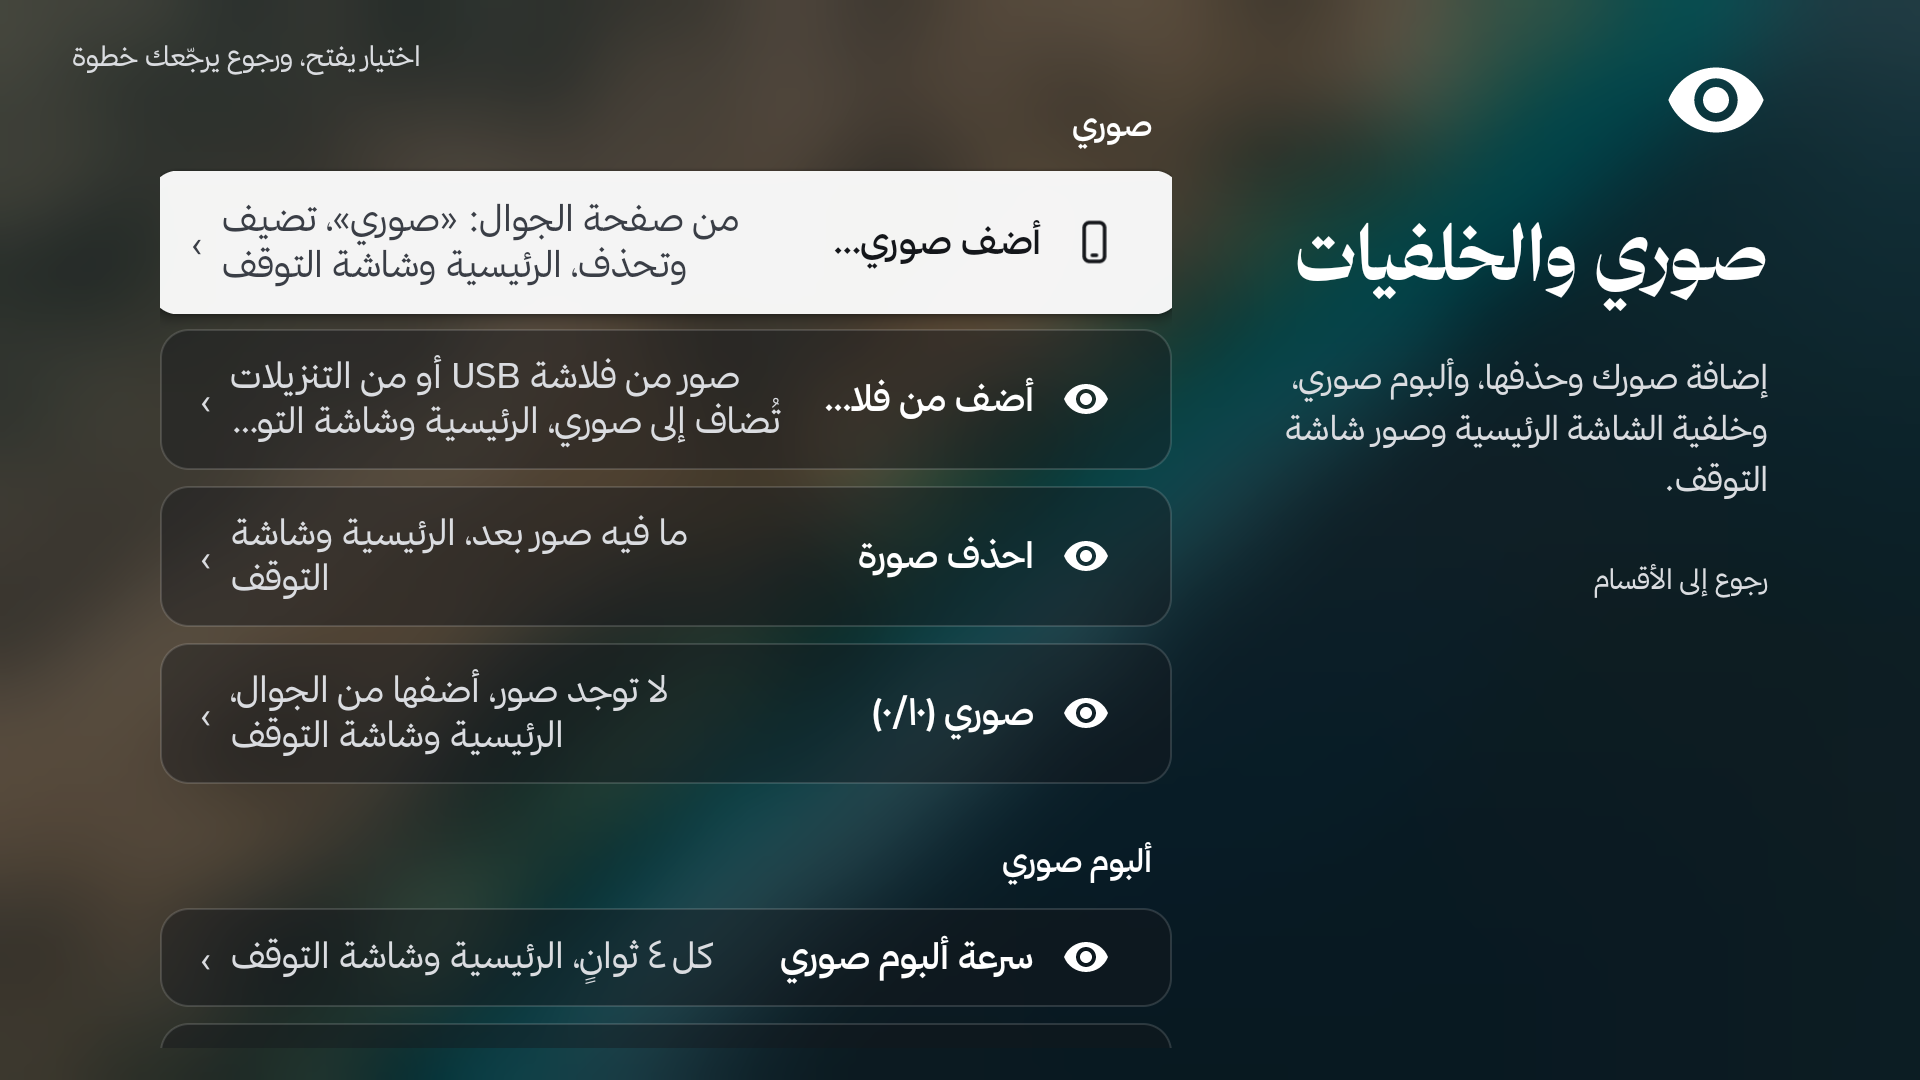 اختيار يفتح، ورجوع يرجّعك خطوة
صوري والخلفيات
إضافة صورك وحذفها، وألبوم صوري،
وخلفية الشاشة الرئيسية وصور شاشة
التوقف.
رجوع إلى الأقسام
صوري
أضف صوري...
من صفحة الجوال: «صوري»، تضيف
وتحذف، الرئيسية وشاشة التوقف
أضف من فلا...
صور من فلاشة USB أو من التنزيلات
تُضاف إلى صوري، الرئيسية وشاشة التو...
احذف صورة
ما فيه صور بعد، الرئيسية وشاشة
التوقف
صوري (٠/١٠)
لا توجد صور، أضفها من الجوال،
الرئيسية وشاشة التوقف
ألبوم صوري
سرعة ألبوم صوري
كل ٤ ثوانٍ، الرئيسية وشاشة التوقف